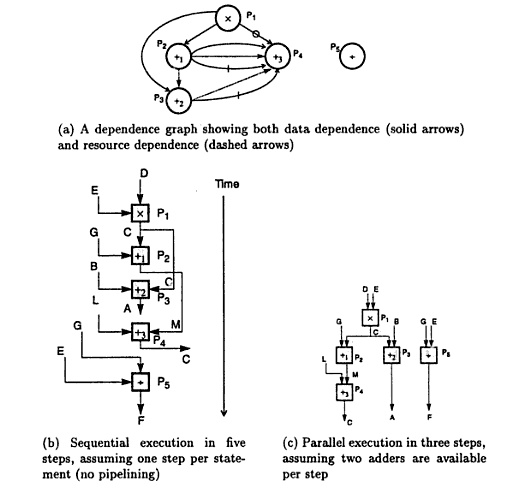 P1
×
P2
+1
+3
P4
P5
÷
P3
+2
(a) A dependence graph showing both data dependence (solid arrows)
and resource dependence (dashed arrows)
D
Time
E
×
P1
C
G
+1
P2
B
C
+2
P3
L
A
M
+3
P4
G
C
E
÷
P5
F
(b) Sequential execution in five
steps, assuming one step per state-
ment (no pipelining)
D E
×
P1
C
G
B
G E
+1
P2
+2
P3
÷
P5
L
M
+3
P4
C
A
F
(c) Parallel execution in three steps,
assuming two adders are available
per step